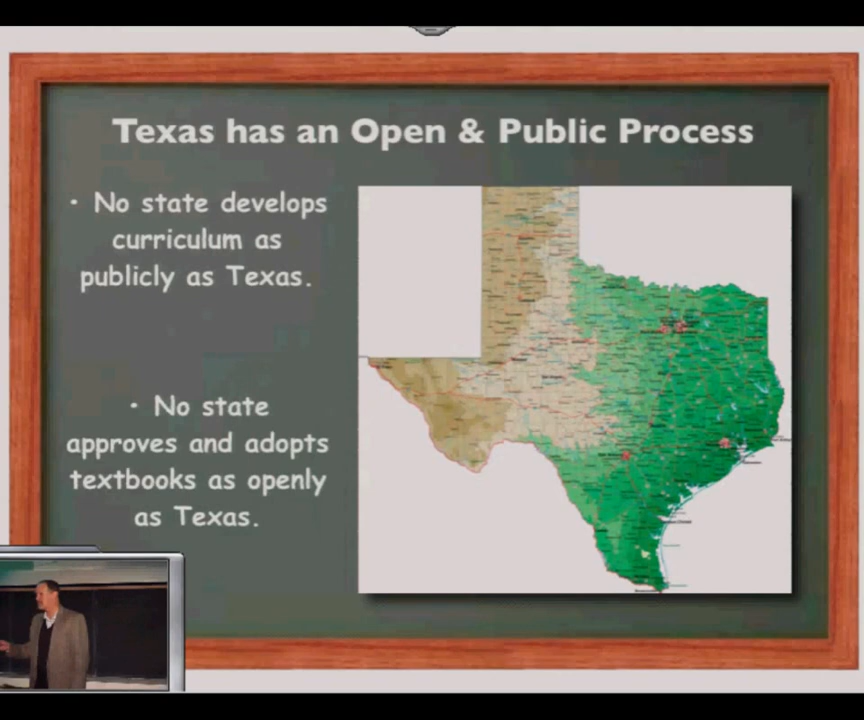 Texas has an Open & Public Process
• No state develops
curriculum as
publicly as Texas.
• No state
approves and adopts
textbooks as openly
as Texas.